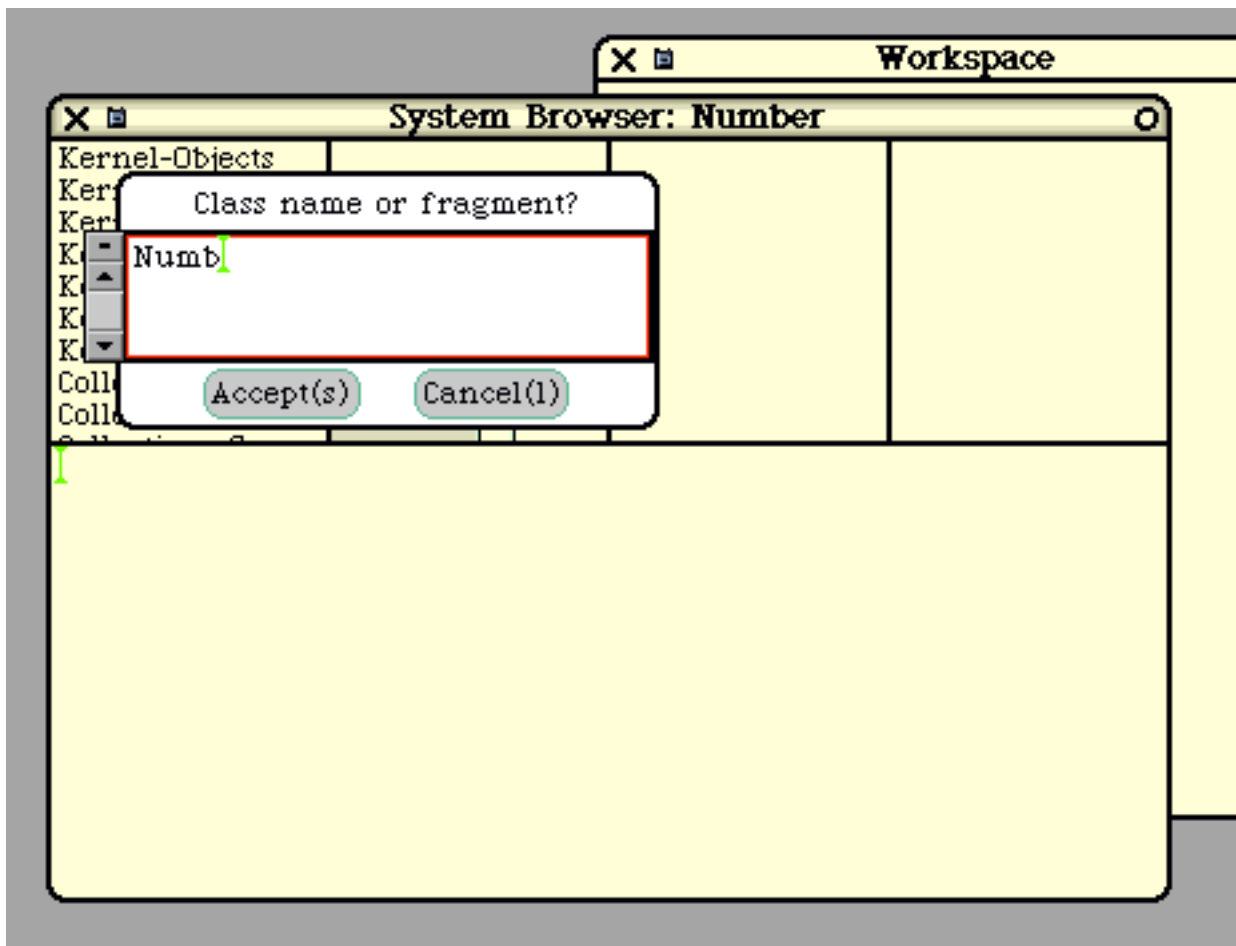 Workspace
System Browser: Number
Kernel-Objects
Class name or fragment?
Numb
Accept(s) Cancel(l)